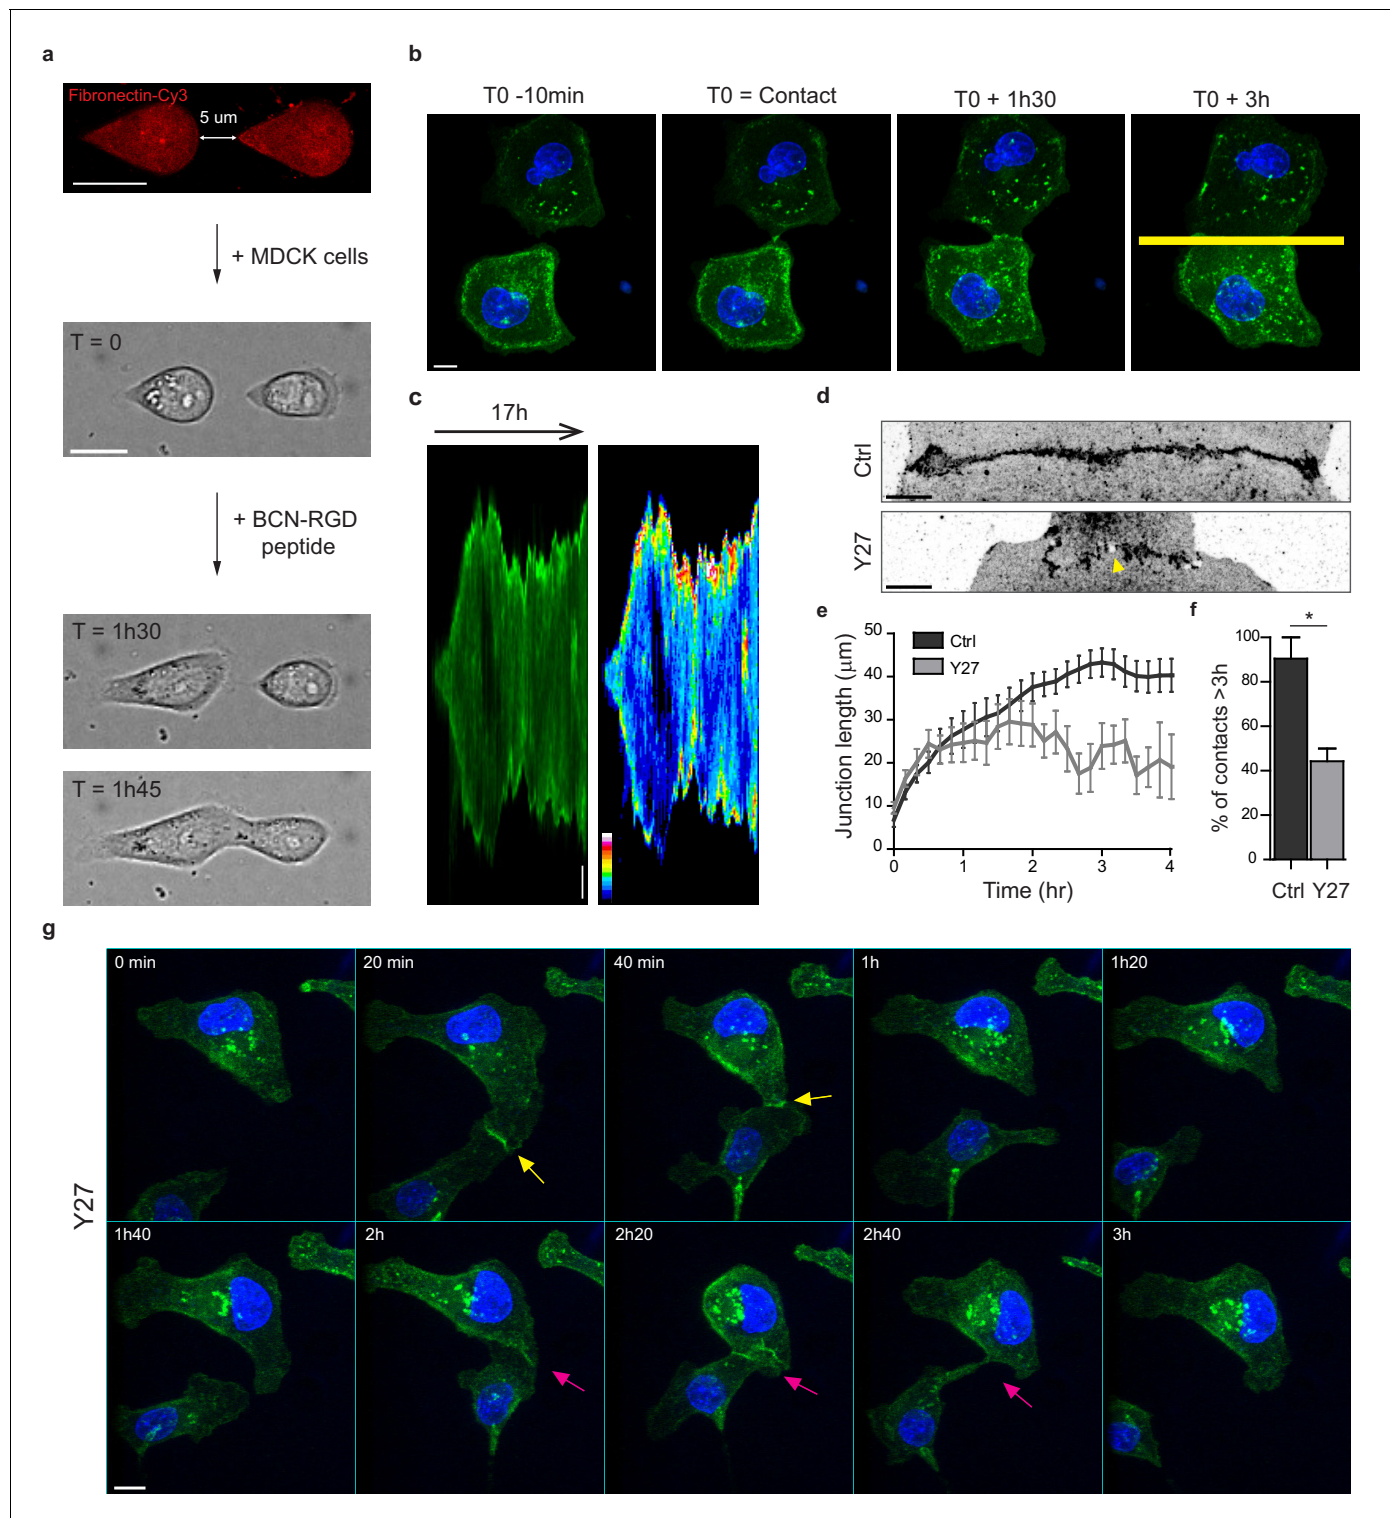 a
Fibronectin-Cy3
5 um
+ MDCK cells
T = 0
+ BCN-RGD
peptide
T = 1h30
T = 1h45
b
T0 -10min
T0 = Contact
T0 + 1h30
T0 + 3h
c
17h
d
Ctrl
Y27
e
Junction length (μm)
50
40
30
20
10
0
Ctrl
Y27
0
1
2
3
4
Time (hr)
f
*
% of contacts >3h
100
80
60
40
20
0
Ctrl
Y27
g
Y27
0 min
20 min
40 min
1h
1h20
1h40
2h
2h20
2h40
3h